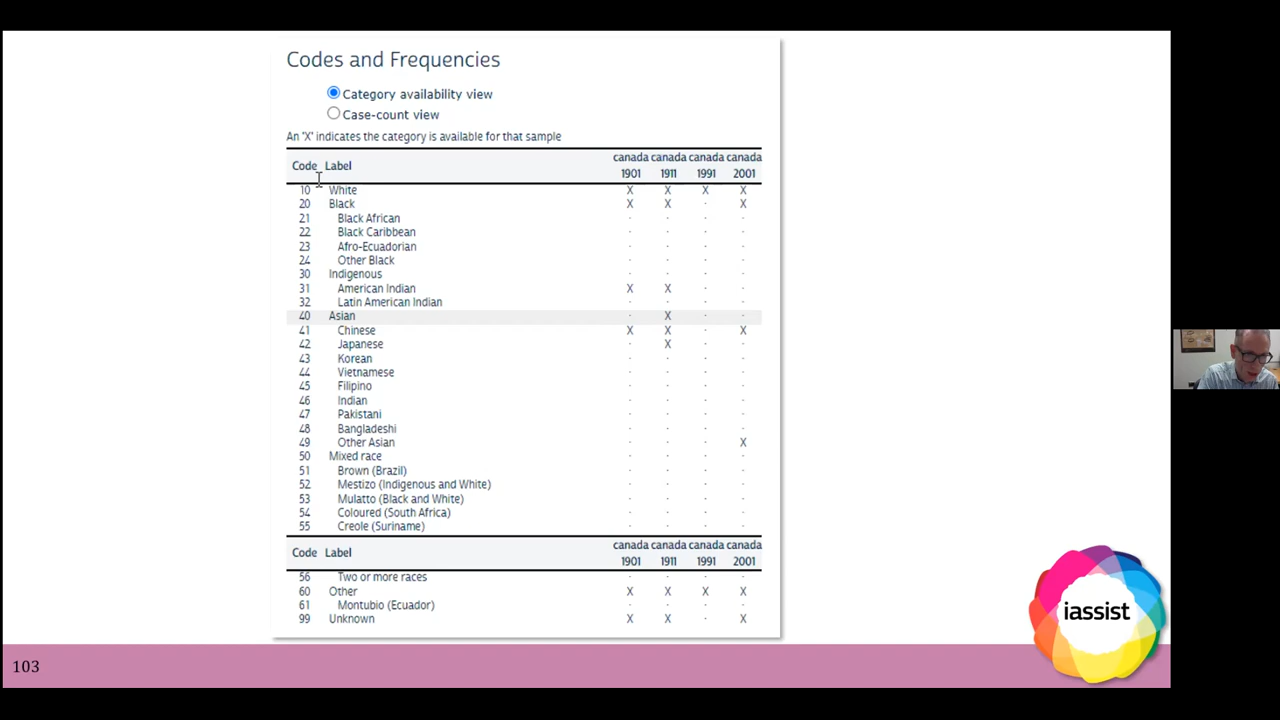 Codes and Frequencies
Category availability view
Case-count view
An 'X' indicates the category is available for that sample
Code Label canada 1901 canada 1911 canada 1991 canada 2001
10 White X X X X
20 Black X X · X
21 Black African · · · ·
22 Black Caribbean · · · ·
23 Afro-Ecuadorian · · · ·
24 Other Black · · · ·
30 Indigenous · · · ·
31 American Indian X X · ·
32 Latin American Indian · · · ·
40 Asian · X · ·
41 Chinese X X · X
42 Japanese · X · ·
43 Korean · · · ·
44 Vietnamese · · · ·
45 Filipino · · · ·
46 Indian · · · ·
47 Pakistani · · · ·
48 Bangladeshi · · · ·
49 Other Asian · · · X
50 Mixed race · · · ·
51 Brown (Brazil) · · · ·
52 Mestizo (Indigenous and White) · · · ·
53 Mulatto (Black and White) · · · ·
54 Coloured (South Africa) · · · ·
55 Creole (Suriname) · · · ·
Code Label canada 1901 canada 1911 canada 1991 canada 2001
56 Two or more races · · · ·
60 Other X X X X
61 Montubio (Ecuador) · · · ·
99 Unknown X X · X
iassist
103